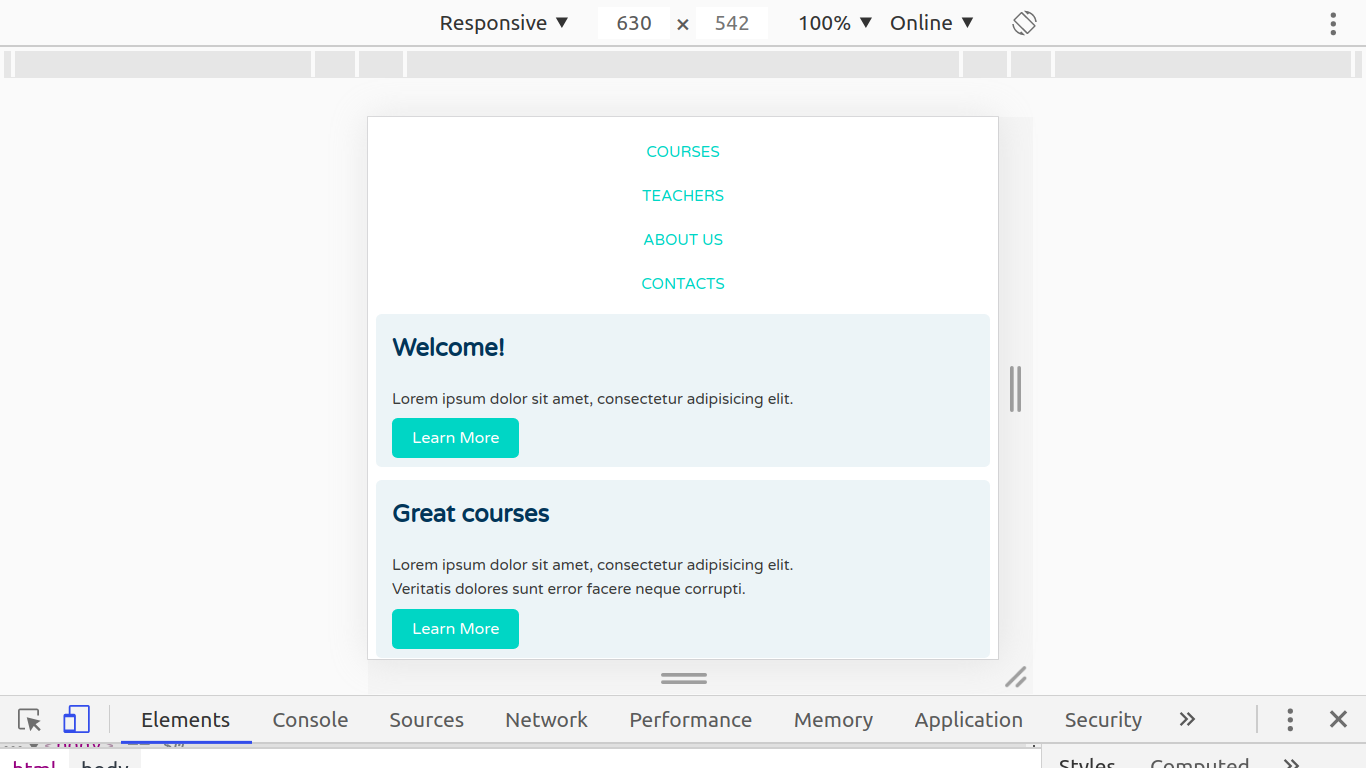 Responsive ▼ 630 × 542 100% ▼ Online ▼
COURSES
TEACHERS
ABOUT US
CONTACTS
Welcome!
Lorem ipsum dolor sit amet, consectetur adipisicing elit.
Learn More
Great courses
Lorem ipsum dolor sit amet, consectetur adipisicing elit.
Veritatis dolores sunt error facere neque corrupti.
Learn More
Elements Console Sources Network Performance Memory Application Security »
html body Styles Computed »